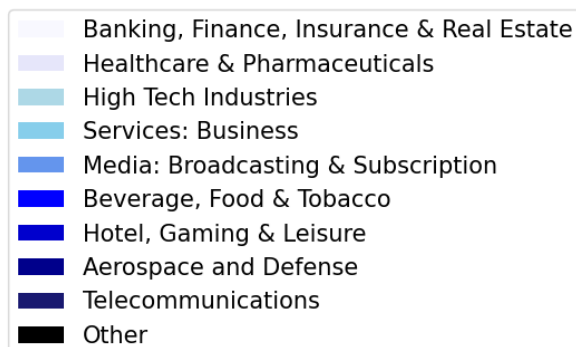 Banking, Finance, Insurance & Real Estate
Healthcare & Pharmaceuticals
High Tech Industries
Services: Business
Media: Broadcasting & Subscription
Beverage, Food & Tobacco
Hotel, Gaming & Leisure
Aerospace and Defense
Telecommunications
Other